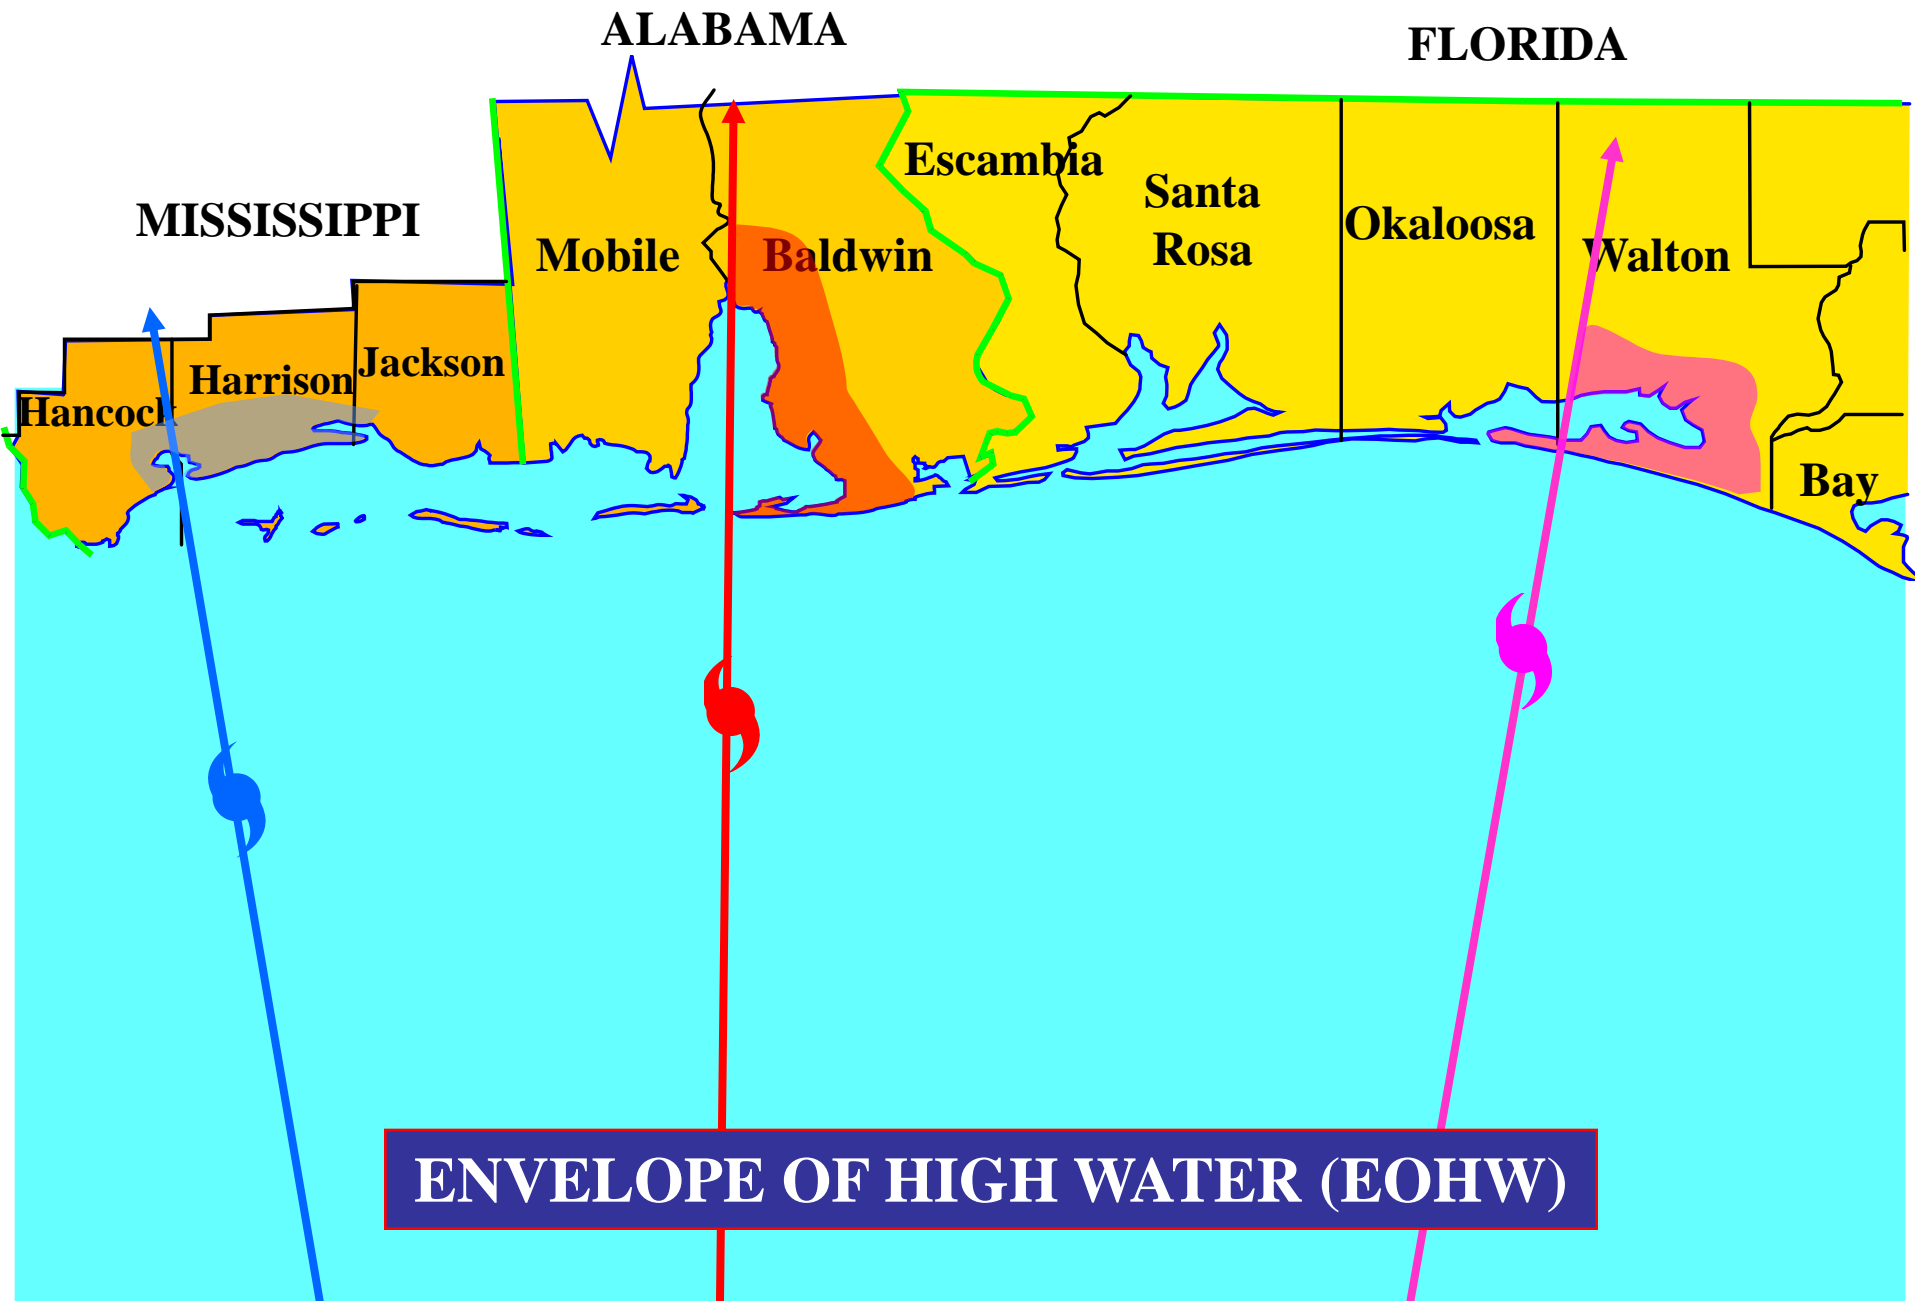 ALABAMA
FLORIDA
MISSISSIPPI
Escambia
Santa
Rosa
Okaloosa
Walton
Mobile
Baldwin
Jackson
Harrison
Hancock
Bay
ENVELOPE OF HIGH WATER (EOHW)